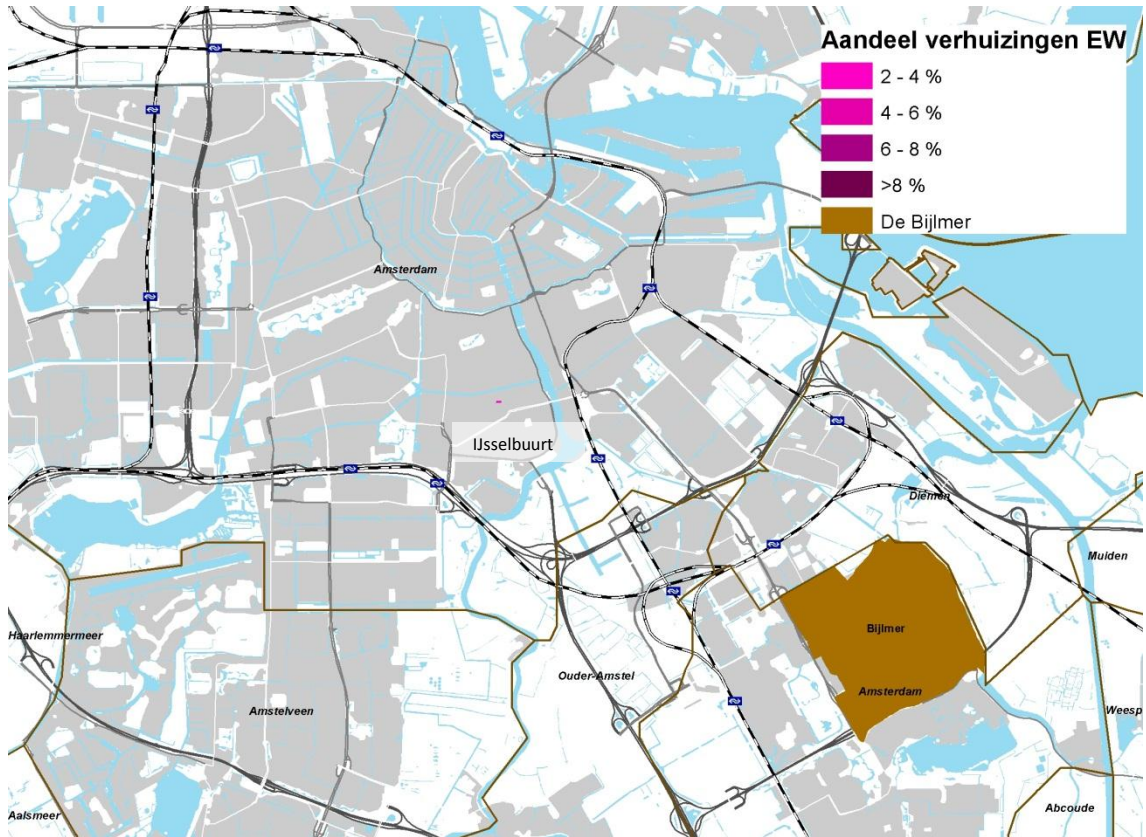 Aandeel verhuizingen EW
2 - 4 %
4 - 6 %
6 - 8 %
>8 %
De Bijlmer
Amsterdam
IJsselbuurt
Diemen
Muiden
Haarlemmermeer
Bijlmer
Ouder-Amstel
Amsterdam
Amstelveen
Weesp
Aalsmeer
Abcoude